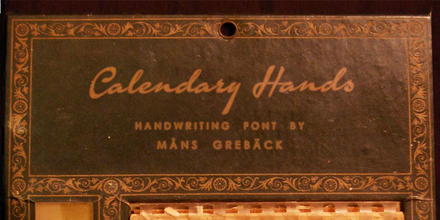 Calendary Hands
HANDWRITING FONT BY
MÅNS GREBÄCK